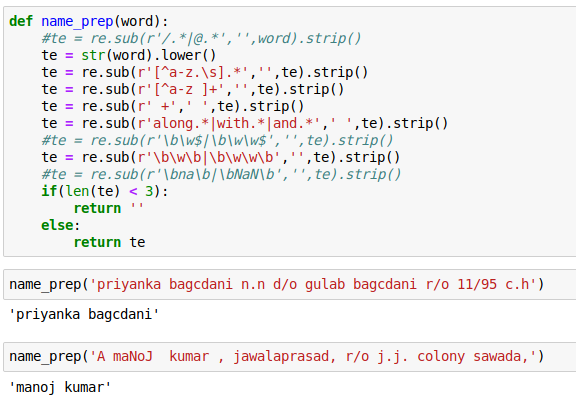 def name_prep(word):
    #te = re.sub(r'/.*|@.*','',word).strip()
    te = str(word).lower()
    te = re.sub(r'[^a-z.\s].*','',te).strip()
    te = re.sub(r'[^a-z ]+','',te).strip()
    te = re.sub(r' +',' ',te).strip()
    te = re.sub(r'along.*|with.*|and.*',' ',te).strip()
    #te = re.sub(r'\b\w$|\b\w\w$','',te).strip()
    te = re.sub(r'\b\w\b|\b\w\w\b','',te).strip()
    #te = re.sub(r'\bna\b|\bNaN\b','',te).strip()
    if(len(te) < 3):
        return ''
    else:
        return te
name_prep('priyanka bagcdani n.n d/o gulab bagcdani r/o 11/95 c.h')
'priyanka bagcdani'
name_prep('A maNoJ  kumar , jawalaprasad, r/o j.j. colony sawada,')
'manoj kumar'